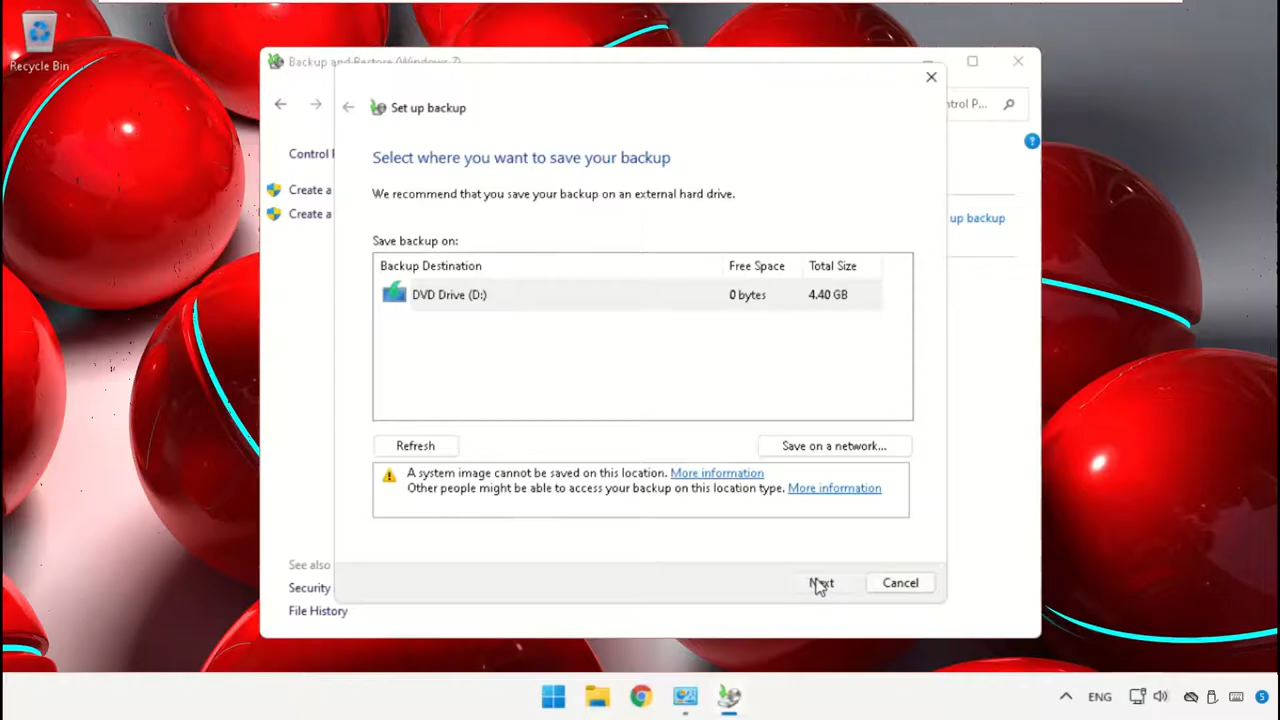 Recycle Bin
Backup and Restore (Windows 7)
Set up backup
ntrol P...
Control P
Create a
Create a
Select where you want to save your backup
We recommend that you save your backup on an external hard drive.
up backup
Save backup on:
Backup Destination Free Space Total Size
DVD Drive (D:) 0 bytes 4.40 GB
Refresh Save on a network...
A system image cannot be saved on this location. More information
Other people might be able to access your backup on this location type. More information
Next Cancel
See also
Security
File History
ENG
5